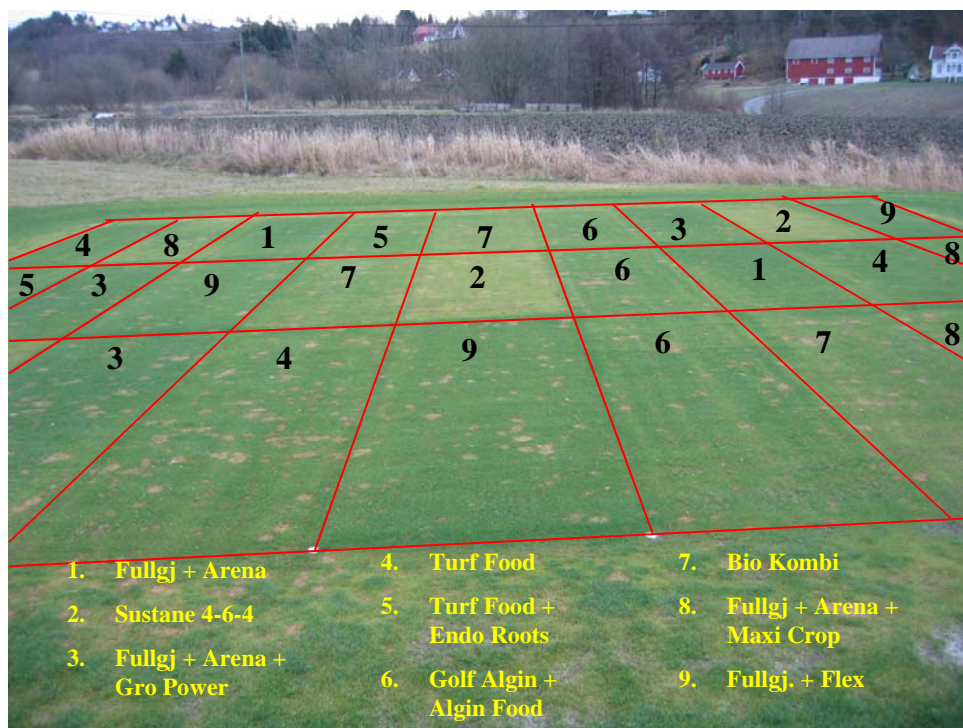 4 8 1 5 7 6 3 2 9
5 3 9 7 2 6 1 4 8
3 4 9 6 7 8
1. Fullgj + Arena
2. Sustane 4-6-4
3. Fullgj + Arena +
Gro Power
4. Turf Food
5. Turf Food +
Endo Roots
6. Golf Algin +
Algin Food
7. Bio Kombi
8. Fullgj + Arena +
Maxi Crop
9. Fullgj. + Flex